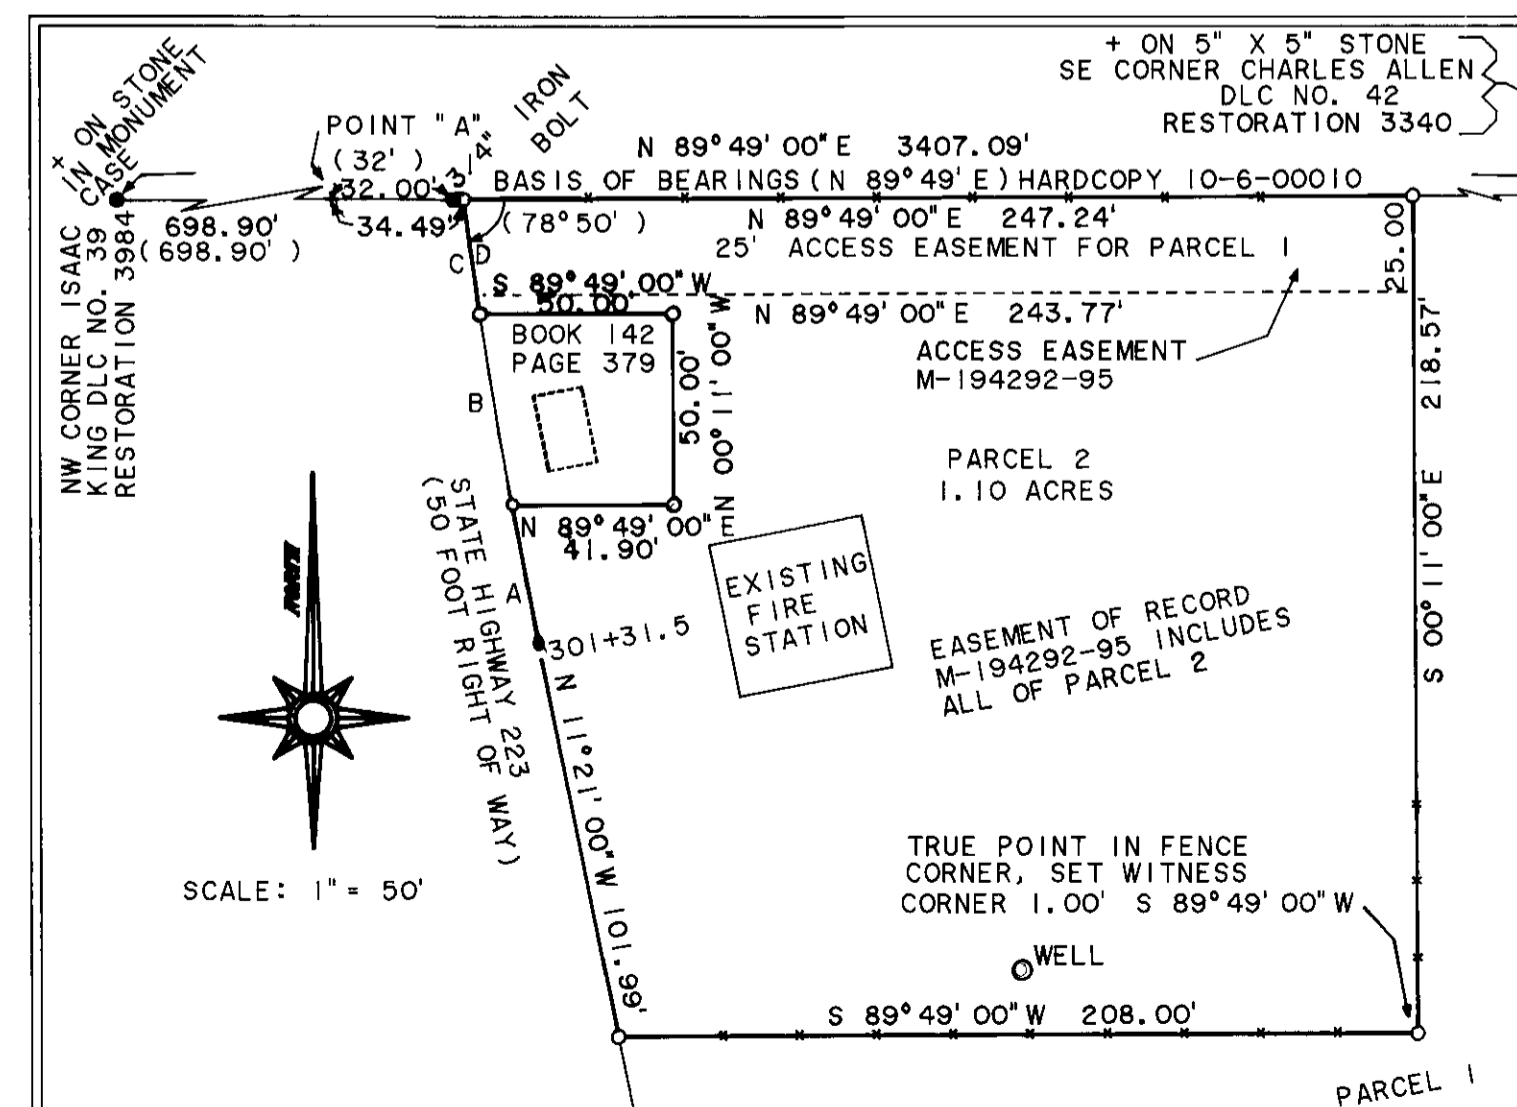 + ON STONE
IN MONUMENT
CASE
POINT "A"
(32')
32.00'
34.49'
3/4" IRON
BOLT
+ ON 5" X 5" STONE
SE CORNER CHARLES ALLEN
DLC NO. 42
RESTORATION 3340
N 89°49'00"E 3407.09'
BASIS OF BEARINGS (N 89°49'E) HARDCOPY 10-6-00010
698.90'
(698.90')
(78°50')
N 89°49'00"E 247.24'
25' ACCESS EASEMENT FOR PARCEL 1
25.00
C
D
S 89°49'00"W
50.00'
N 89°49'00"E 243.77'
NW CORNER ISAAC
KING DLC NO. 39
RESTORATION 3984
BOOK 142
PAGE 379
B
50.00'
N 00°11'00"W
ACCESS EASEMENT
M-194292-95
S 00°11'00"E 218.57'
PARCEL 2
1.10 ACRES
N 89°49'00"E
41.90'
A
STATE HIGHWAY 223
(50 FOOT RIGHT OF WAY)
301+31.5
EXISTING
FIRE
STATION
EASEMENT OF RECORD
M-194292-95 INCLUDES
ALL OF PARCEL 2
N 11°21'00"W 101.99'
SCALE: 1" = 50'
TRUE POINT IN FENCE
CORNER, SET WITNESS
CORNER 1.00' S 89°49'00"W
WELL
S 89°49'00"W 208.00'
PARCEL 1